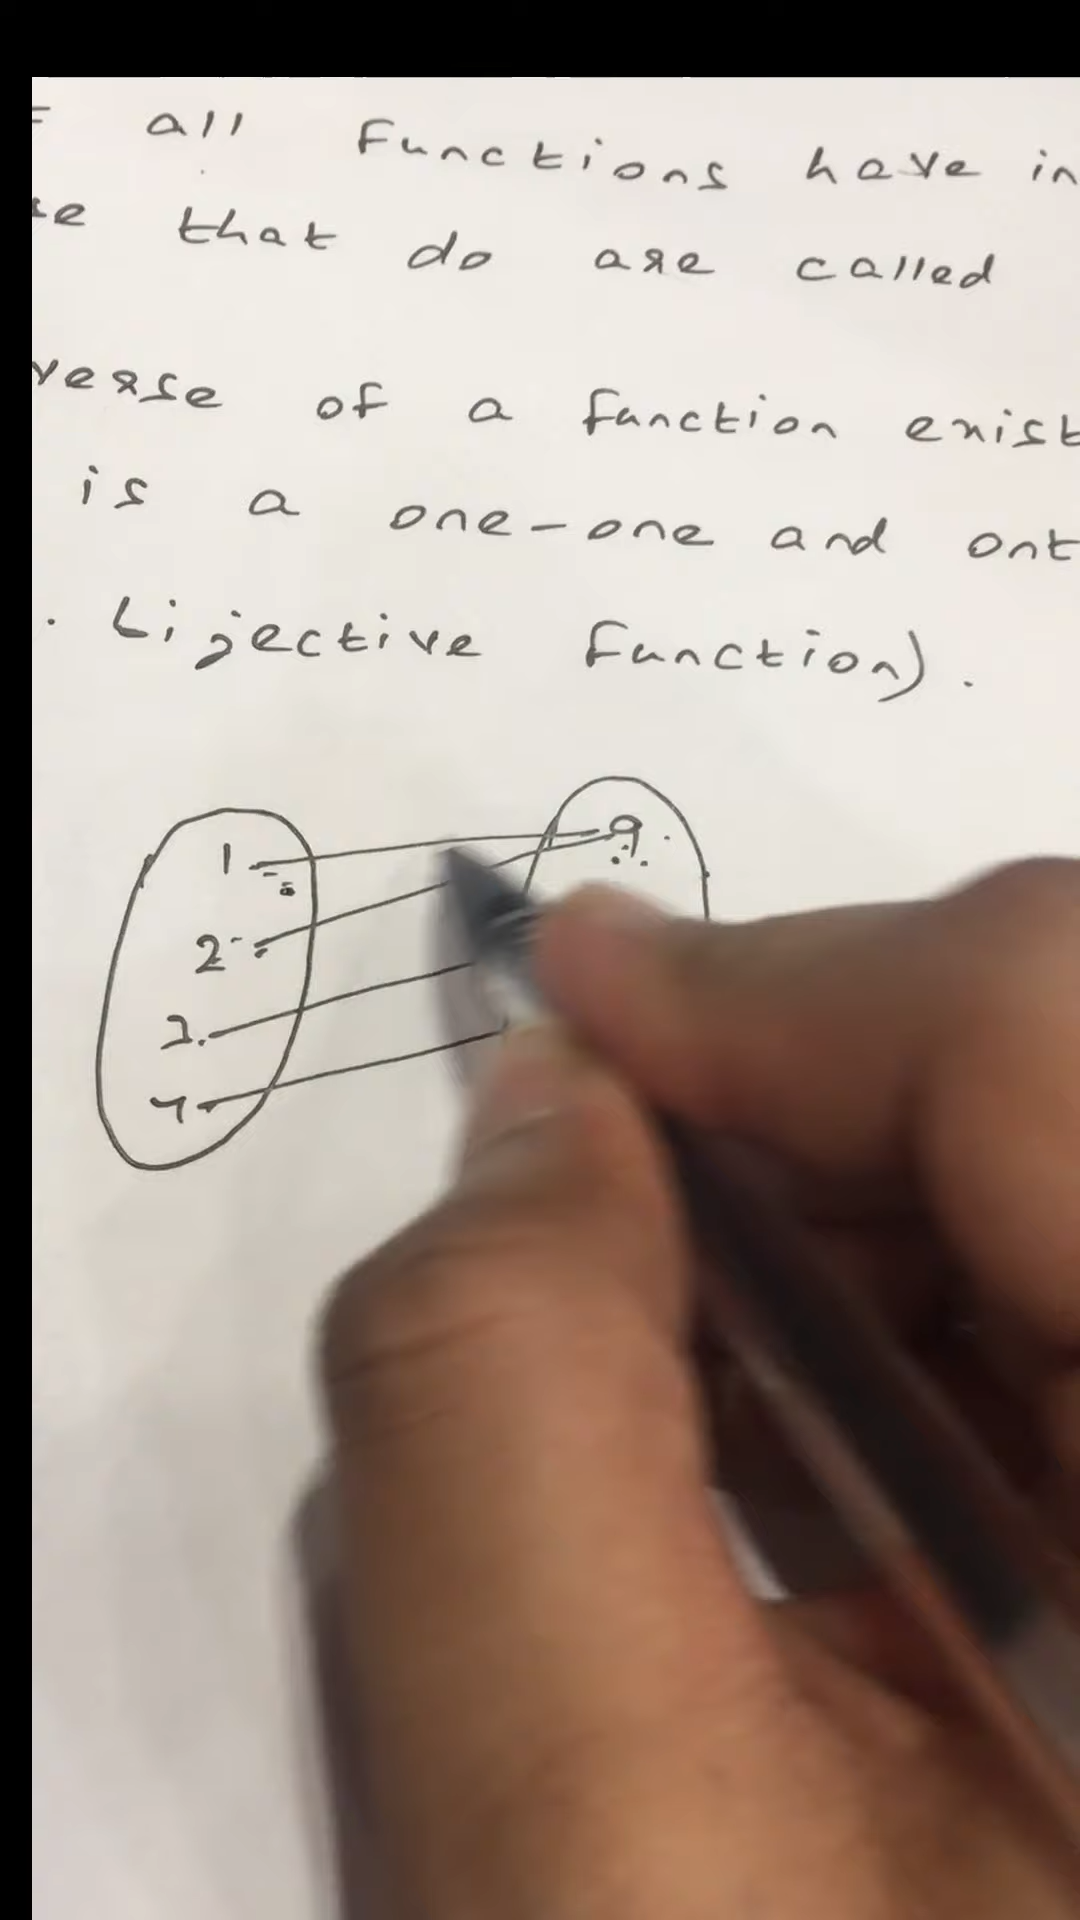 all Functions have in
that do are called
verse of a function exist
is a one-one and ont
. bijective function).
1
2
3
4
a